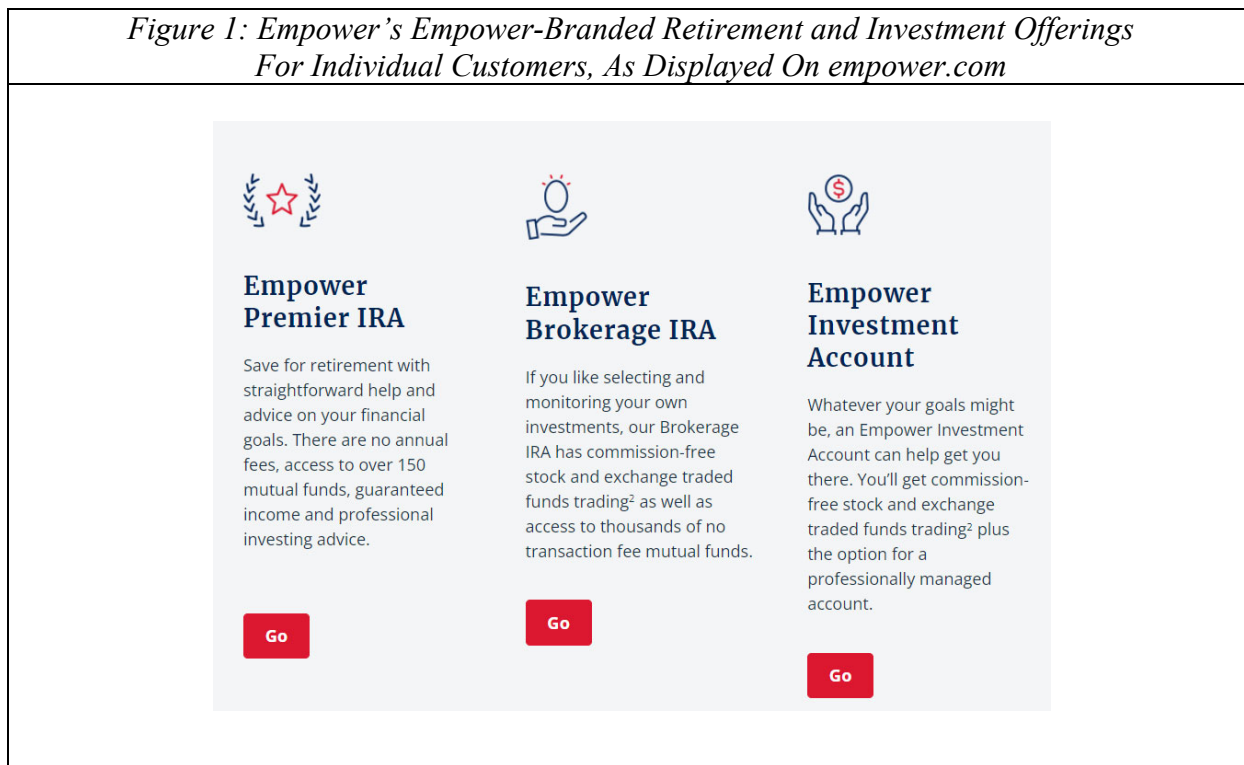 Figure 1: Empower’s Empower-Branded Retirement and Investment Offerings
For Individual Customers, As Displayed On empower.com
Empower
Premier IRA
Save for retirement with
straightforward help and
advice on your financial
goals. There are no annual
fees, access to over 150
mutual funds, guaranteed
income and professional
investing advice.
Go
Empower
Brokerage IRA
If you like selecting and
monitoring your own
investments, our Brokerage
IRA has commission-free
stock and exchange traded
funds trading² as well as
access to thousands of no
transaction fee mutual funds.
Go
Empower
Investment
Account
Whatever your goals might
be, an Empower Investment
Account can help get you
there. You’ll get commission-
free stock and exchange
traded funds trading² plus
the option for a
professionally managed
account.
Go